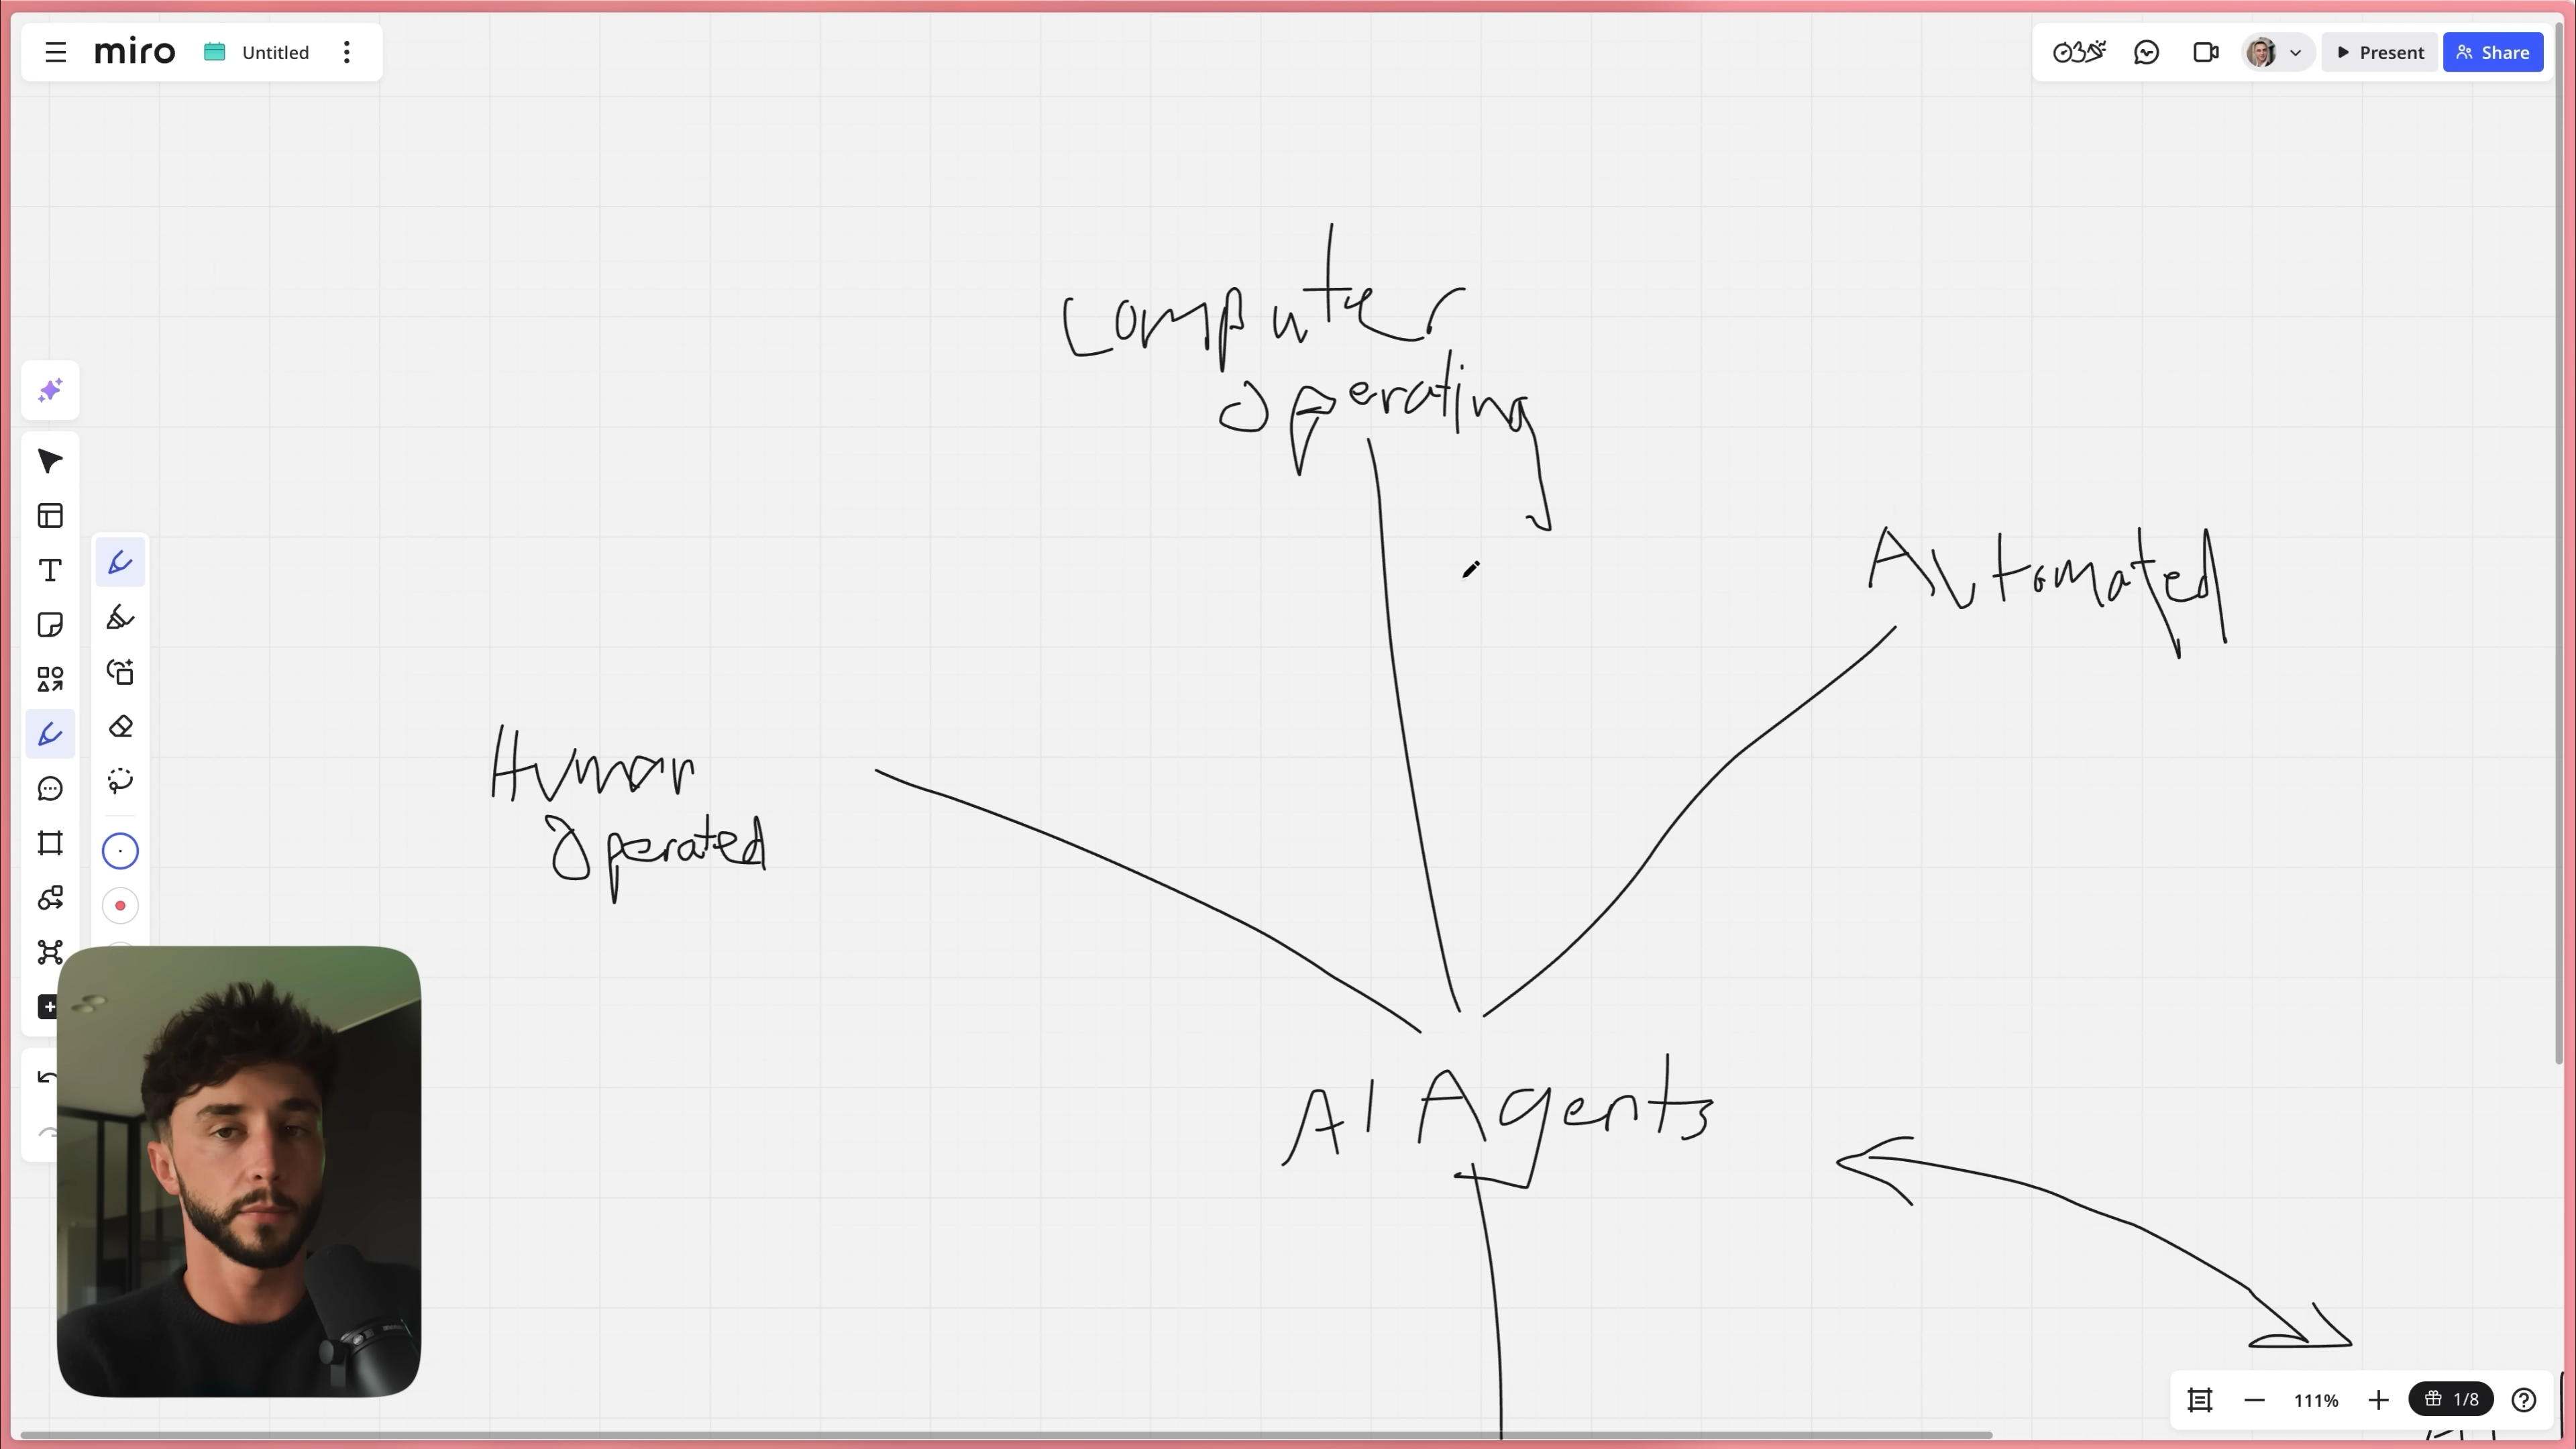 miro
Untitled
Present
Share
Computer
Operating
Automated
Human
Operated
AI Agents
111%
1/8